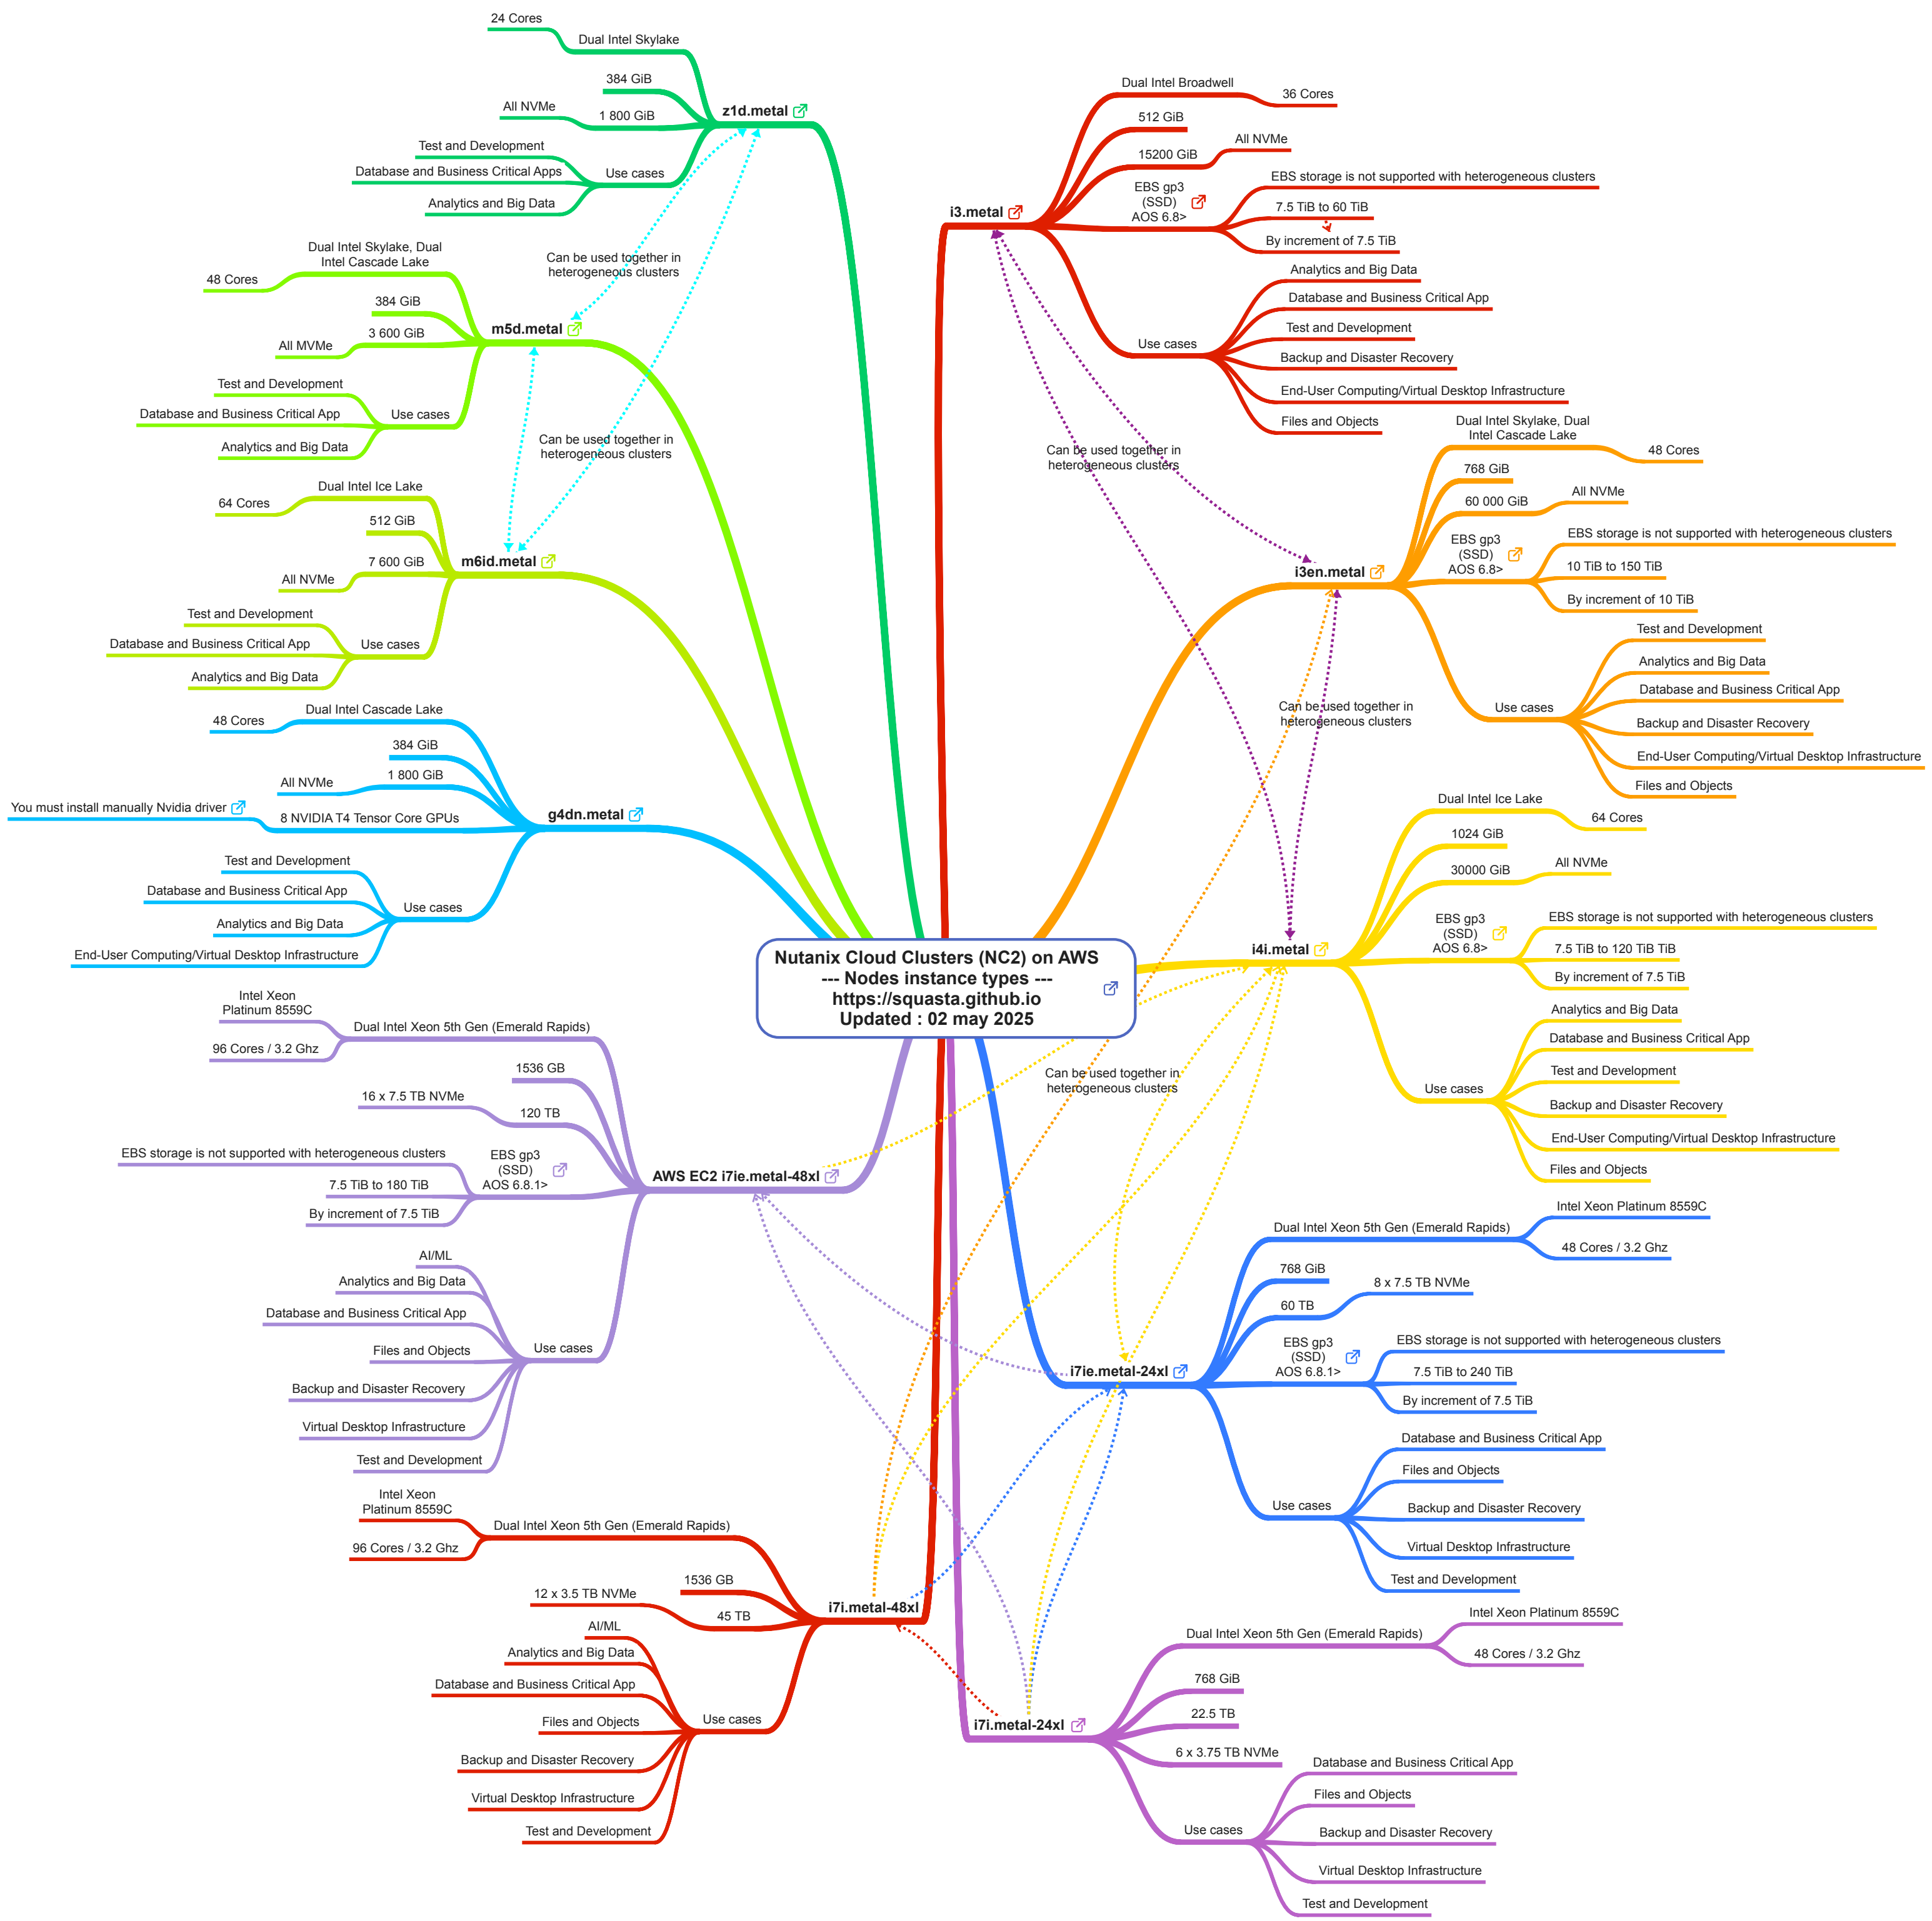 Nutanix Cloud Clusters (NC2) on AWS
--- Nodes instance types ---
https://squasta.github.io
Updated : 02 may 2025
z1d.metal
Dual Intel Skylake
24 Cores
384 GiB
1 800 GiB
All NVMe
Use cases
Test and Development
Database and Business Critical Apps
Analytics and Big Data
Can be used together in
heterogeneous clusters
m5d.metal
Dual Intel Skylake, Dual
Intel Cascade Lake
48 Cores
384 GiB
3 600 GiB
All MVMe
Use cases
Test and Development
Database and Business Critical App
Analytics and Big Data
Can be used together in
heterogeneous clusters
m6id.metal
Dual Intel Ice Lake
64 Cores
512 GiB
7 600 GiB
All NVMe
Use cases
Test and Development
Database and Business Critical App
Analytics and Big Data
g4dn.metal
Dual Intel Cascade Lake
48 Cores
384 GiB
1 800 GiB
All NVMe
8 NVIDIA T4 Tensor Core GPUs
You must install manually Nvidia driver
Use cases
Test and Development
Database and Business Critical App
Analytics and Big Data
End-User Computing/Virtual Desktop Infrastructure
AWS EC2 i7ie.metal-48xl
Dual Intel Xeon 5th Gen (Emerald Rapids)
Intel Xeon
Platinum 8559C
96 Cores / 3.2 Ghz
1536 GB
120 TB
16 x 7.5 TB NVMe
EBS gp3
(SSD)
AOS 6.8.1>
EBS storage is not supported with heterogeneous clusters
7.5 TiB to 180 TiB
By increment of 7.5 TiB
Use cases
AI/ML
Analytics and Big Data
Database and Business Critical App
Files and Objects
Backup and Disaster Recovery
Virtual Desktop Infrastructure
Test and Development
i7i.metal-48xl
Dual Intel Xeon 5th Gen (Emerald Rapids)
Intel Xeon
Platinum 8559C
96 Cores / 3.2 Ghz
1536 GB
45 TB
12 x 3.5 TB NVMe
Use cases
AI/ML
Analytics and Big Data
Database and Business Critical App
Files and Objects
Backup and Disaster Recovery
Virtual Desktop Infrastructure
Test and Development
i3.metal
Dual Intel Broadwell
36 Cores
512 GiB
15200 GiB
All NVMe
EBS gp3
(SSD)
AOS 6.8>
EBS storage is not supported with heterogeneous clusters
7.5 TiB to 60 TiB
By increment of 7.5 TiB
Use cases
Analytics and Big Data
Database and Business Critical App
Test and Development
Backup and Disaster Recovery
End-User Computing/Virtual Desktop Infrastructure
Files and Objects
Can be used together in
heterogeneous clusters
i3en.metal
Dual Intel Skylake, Dual
Intel Cascade Lake
48 Cores
768 GiB
60 000 GiB
All NVMe
EBS gp3
(SSD)
AOS 6.8>
EBS storage is not supported with heterogeneous clusters
10 TiB to 150 TiB
By increment of 10 TiB
Use cases
Test and Development
Analytics and Big Data
Database and Business Critical App
Backup and Disaster Recovery
End-User Computing/Virtual Desktop Infrastructure
Files and Objects
Can be used together in
heterogeneous clusters
i4i.metal
Dual Intel Ice Lake
64 Cores
1024 GiB
30000 GiB
All NVMe
EBS gp3
(SSD)
AOS 6.8>
EBS storage is not supported with heterogeneous clusters
7.5 TiB to 120 TiB TiB
By increment of 7.5 TiB
Use cases
Analytics and Big Data
Database and Business Critical App
Test and Development
Backup and Disaster Recovery
End-User Computing/Virtual Desktop Infrastructure
Files and Objects
Can be used together in
heterogeneous clusters
i7ie.metal-24xl
Dual Intel Xeon 5th Gen (Emerald Rapids)
Intel Xeon Platinum 8559C
48 Cores / 3.2 Ghz
768 GiB
60 TB
8 x 7.5 TB NVMe
EBS gp3
(SSD)
AOS 6.8.1>
EBS storage is not supported with heterogeneous clusters
7.5 TiB to 240 TiB
By increment of 7.5 TiB
Use cases
Database and Business Critical App
Files and Objects
Backup and Disaster Recovery
Virtual Desktop Infrastructure
Test and Development
i7i.metal-24xl
Dual Intel Xeon 5th Gen (Emerald Rapids)
Intel Xeon Platinum 8559C
48 Cores / 3.2 Ghz
768 GiB
22.5 TB
6 x 3.75 TB NVMe
Use cases
Database and Business Critical App
Files and Objects
Backup and Disaster Recovery
Virtual Desktop Infrastructure
Test and Development